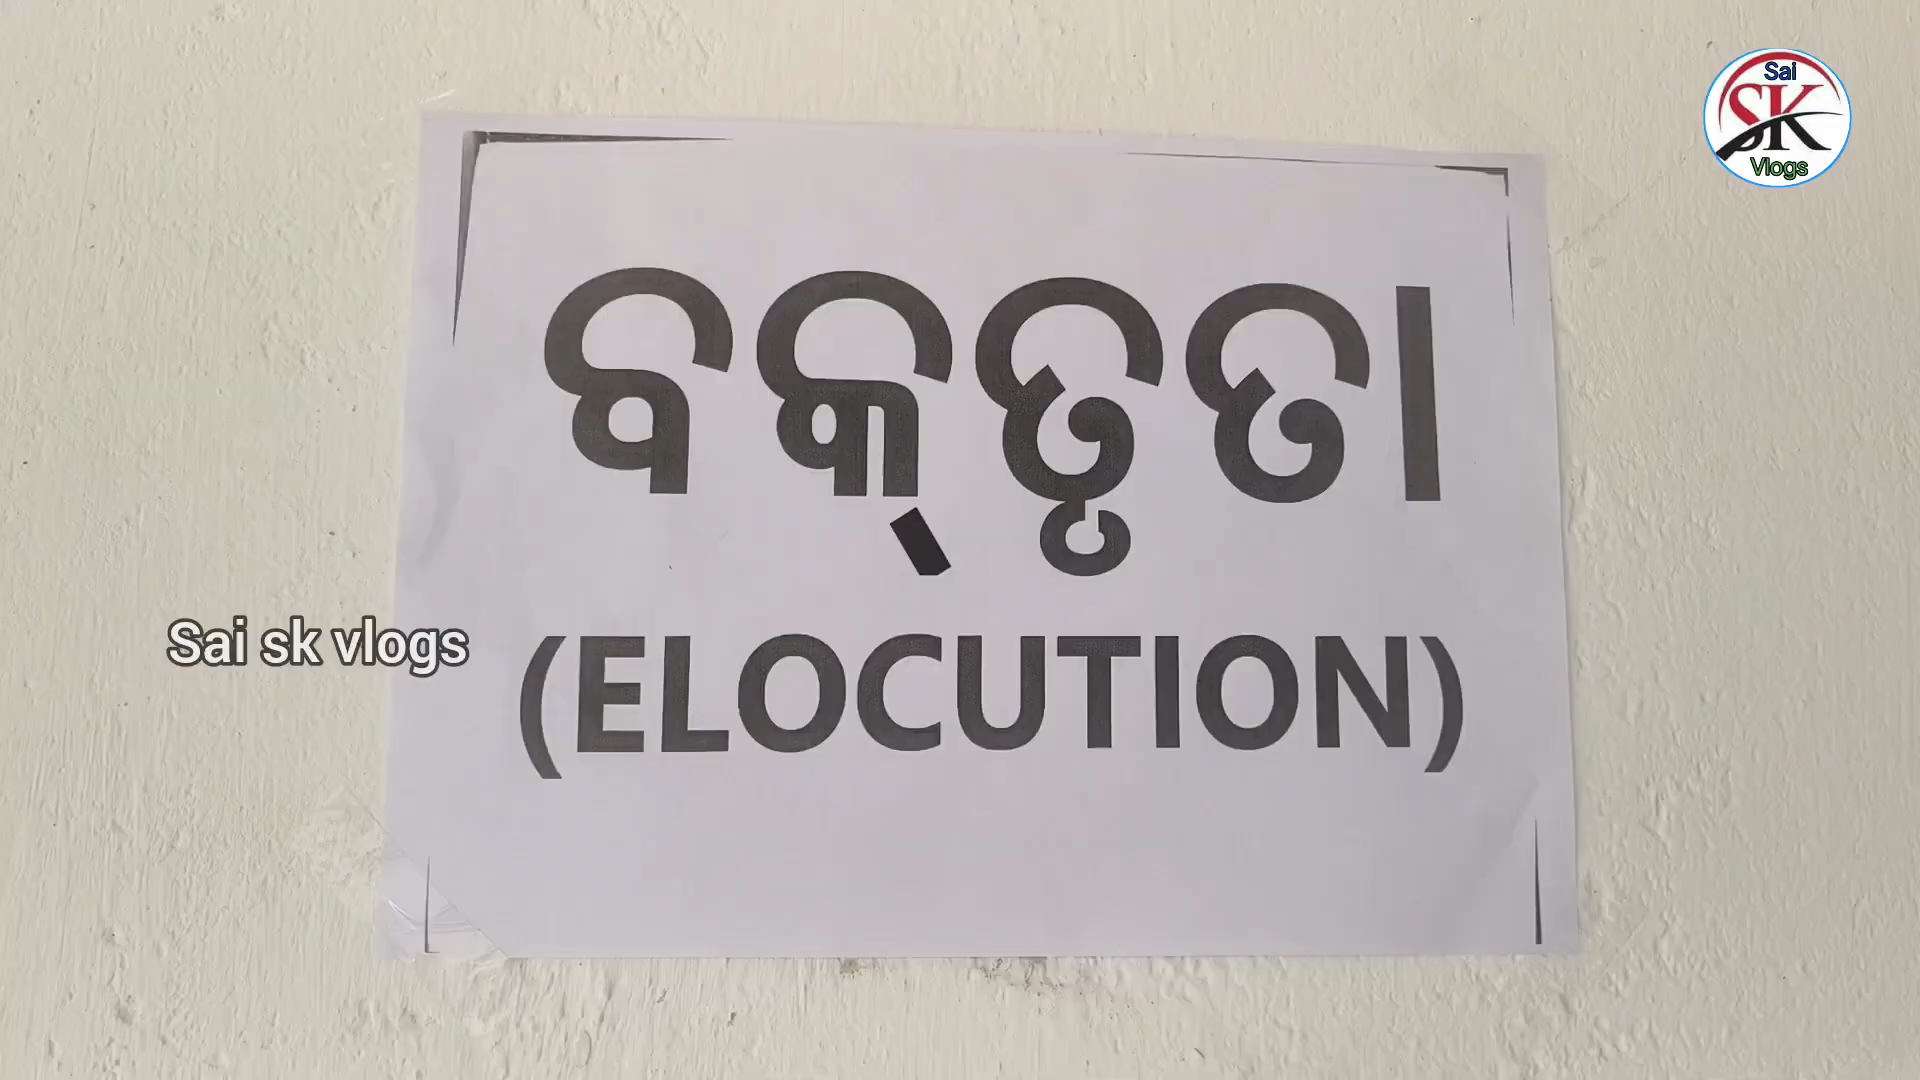 Sai
SK
Vlogs
ବକ୍ତୃତା
(ELOCUTION)
Sai sk vlogs